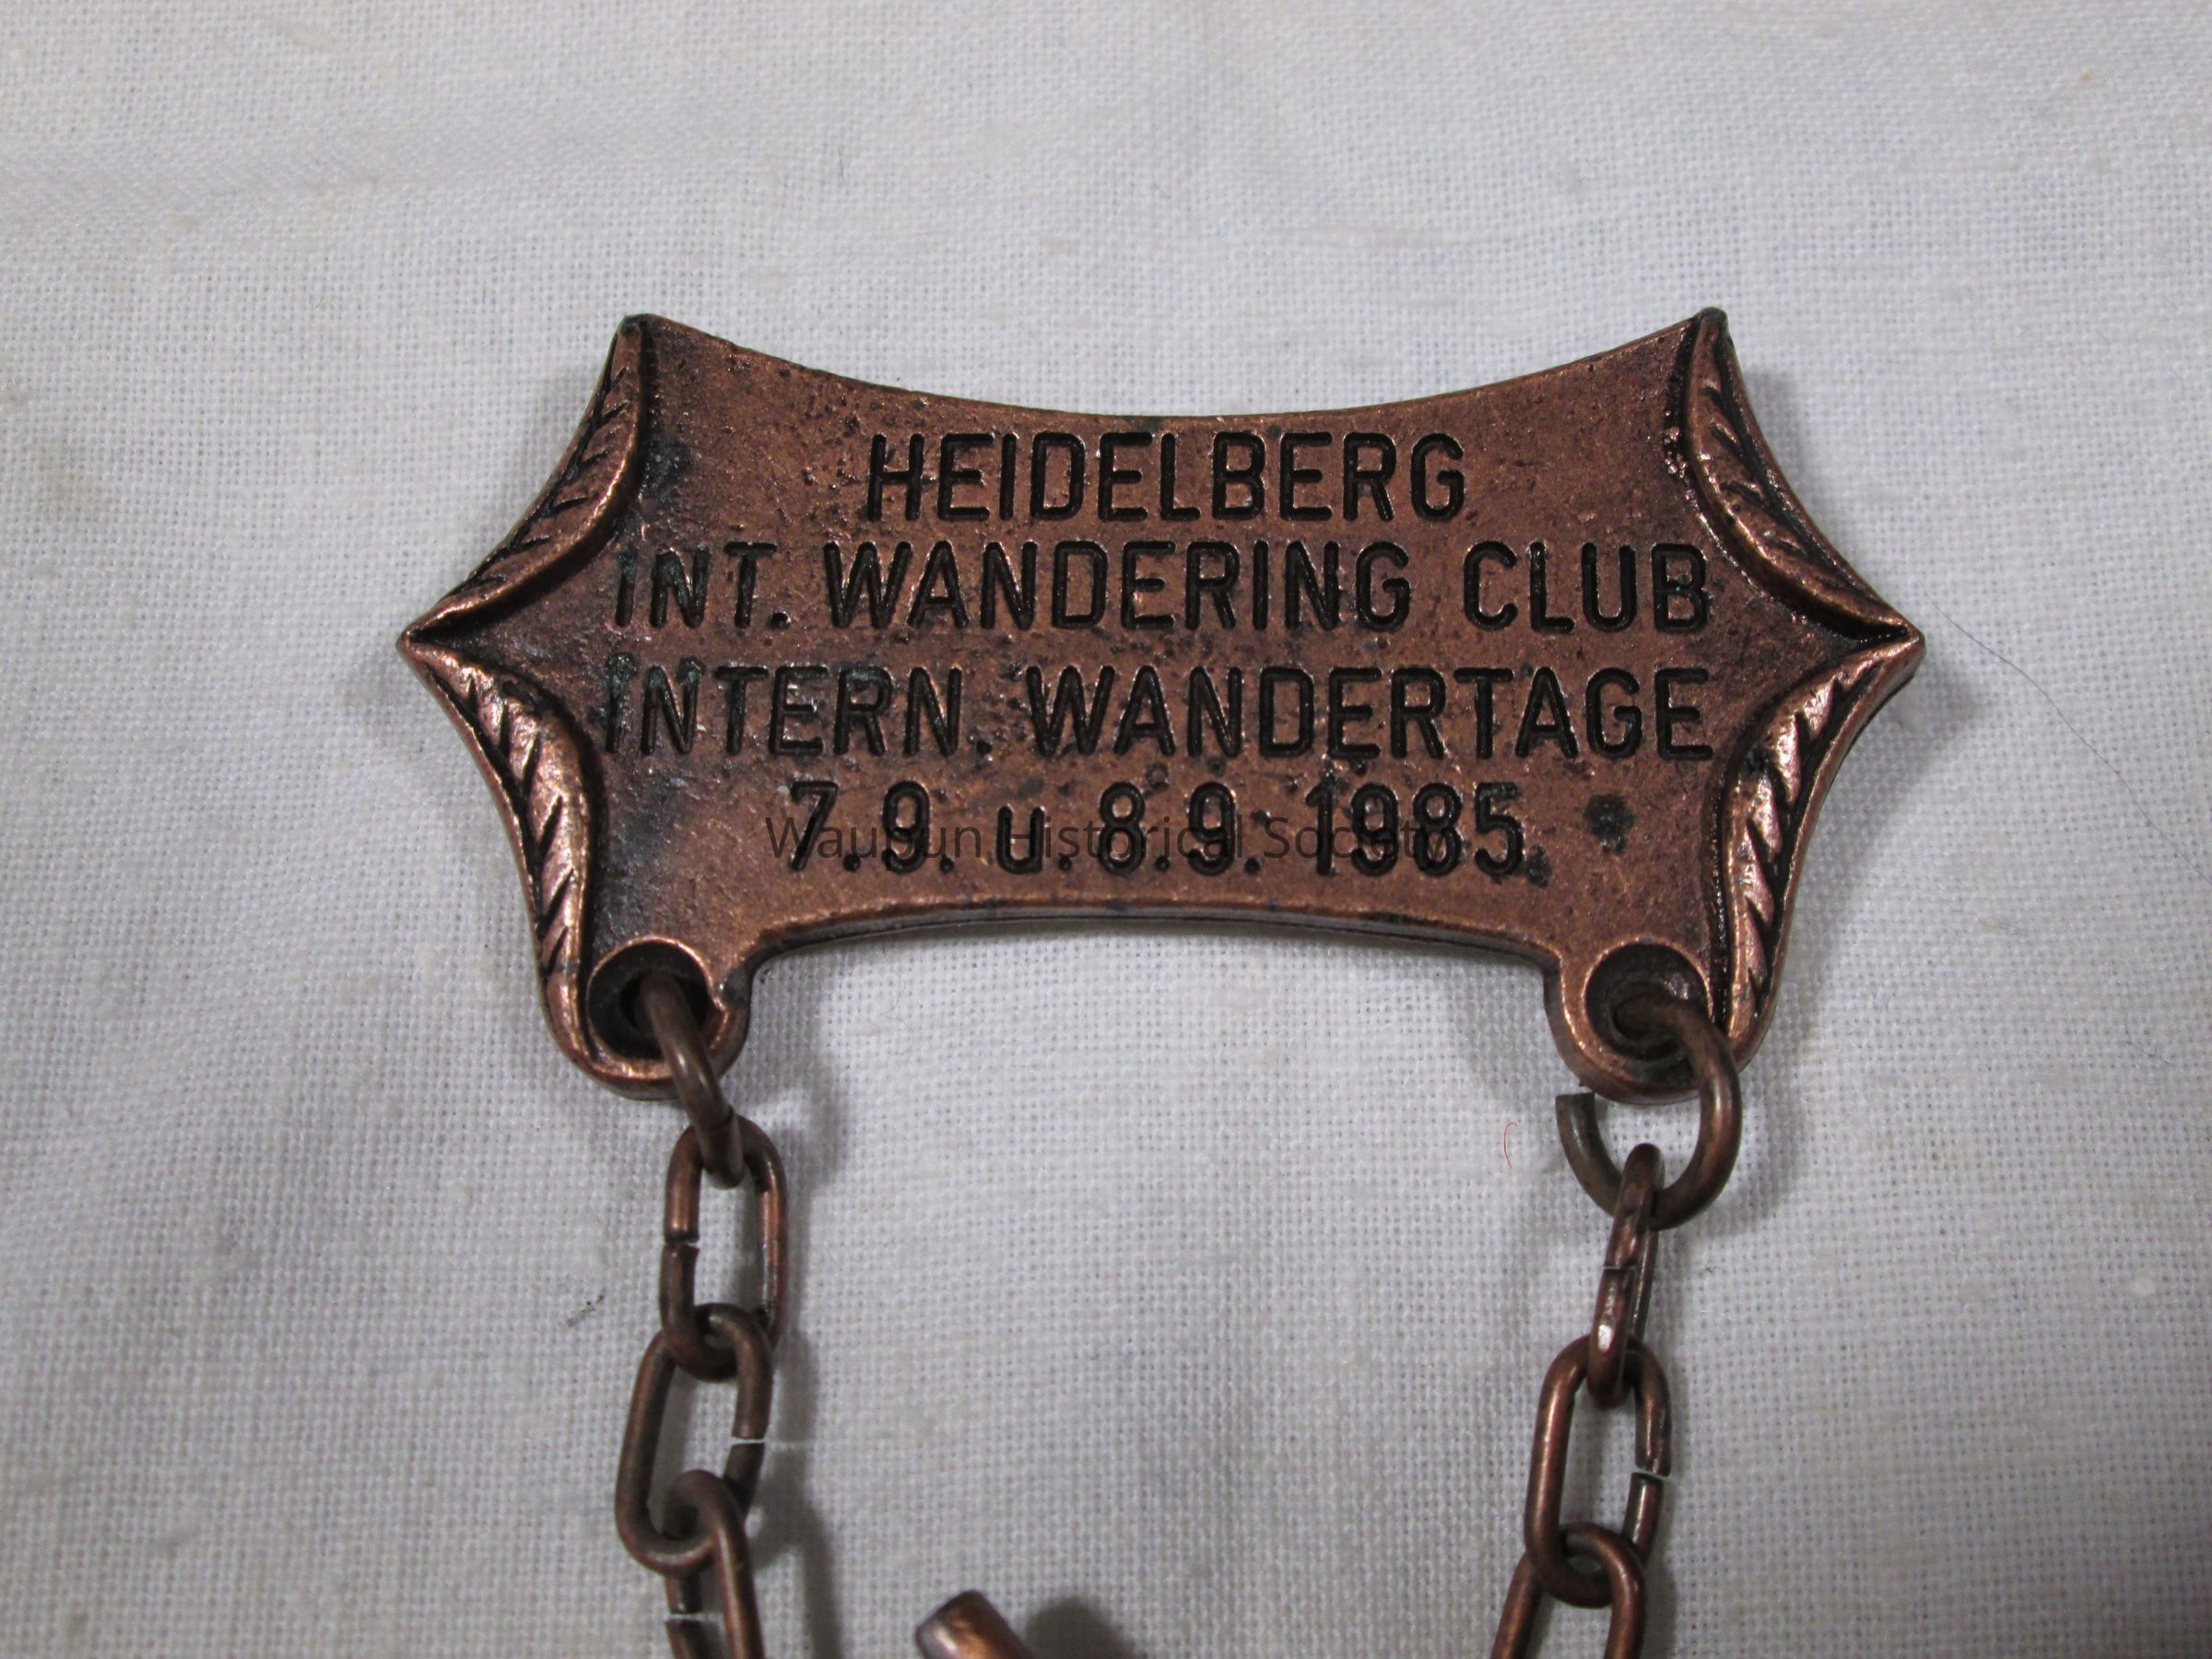 HEIDELBERG
INT. WANDERING CLUB
INTERN. WANDERTAGE
7.9. u. 8.9. 1985
Waupun Historical Society